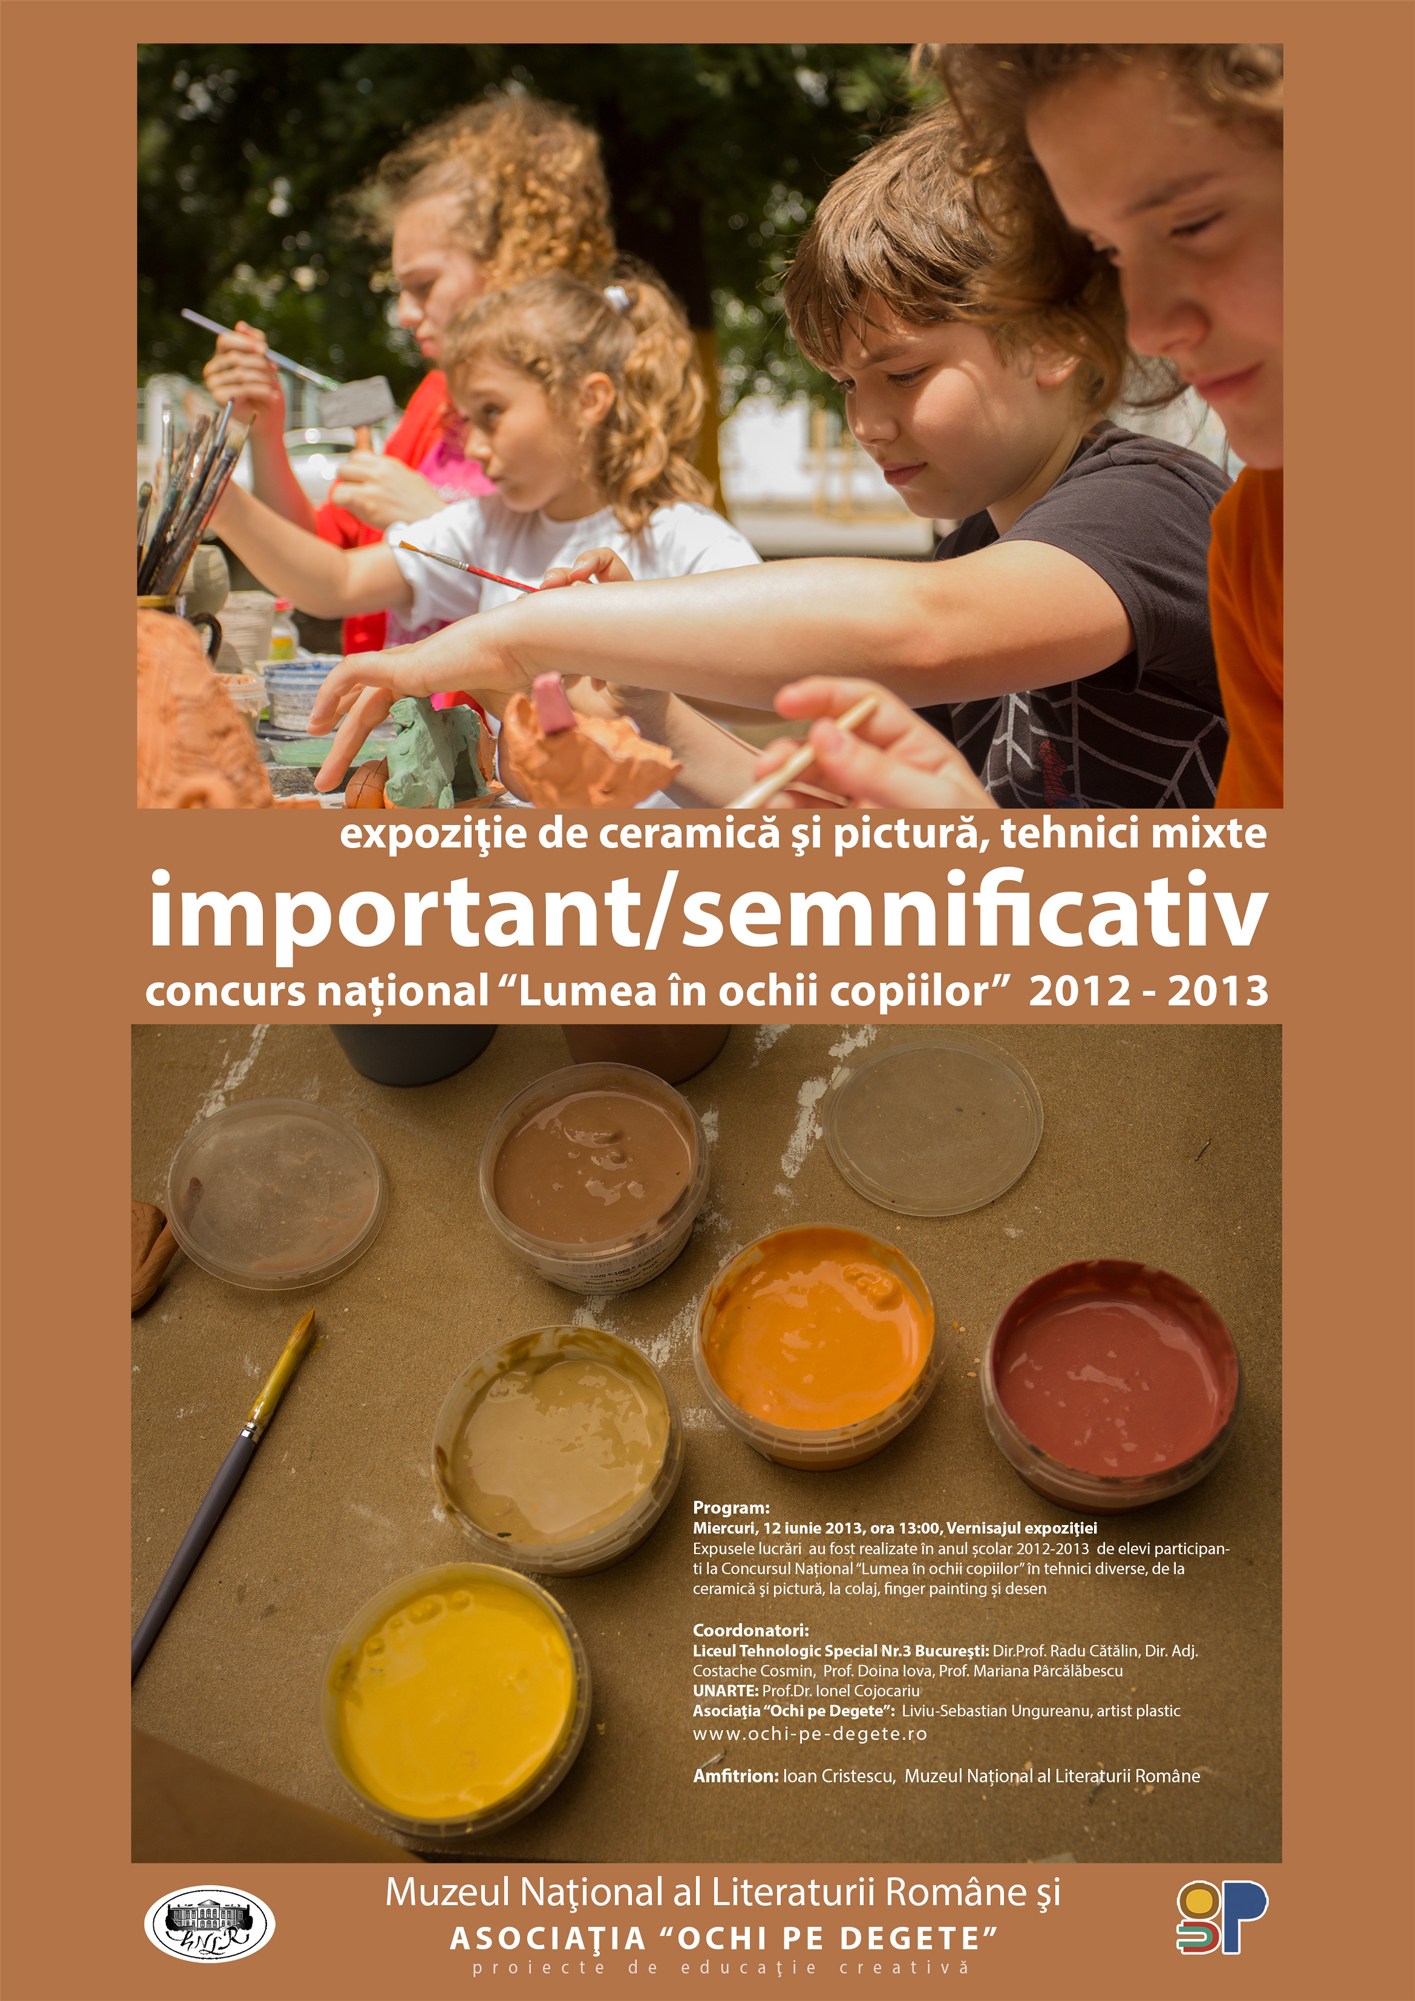 expoziţie de ceramică şi pictură, tehnici mixte
important/semnificativ
concurs național “Lumea în ochii copiilor” 2012 - 2013
Program:
Miercuri, 12 iunie 2013, ora 13:00, Vernisajul expoziţiei
Expusele lucrări au fost realizate în anul școlar 2012-2013 de elevi participan-
ti la Concursul Național “Lumea în ochii copiilor” în tehnici diverse, de la
ceramică şi pictură, la colaj, finger painting și desen
Coordonatori:
Liceul Tehnologic Special Nr.3 Bucureşti: Dir.Prof. Radu Cătălin, Dir. Adj.
Costache Cosmin, Prof. Doina Iova, Prof. Mariana Pârcălăbescu
UNARTE: Prof.Dr. Ionel Cojocariu
Asociaţia “Ochi pe Degete”: Liviu-Sebastian Ungureanu, artist plastic
www.ochi-pe-degete.ro
Amfitrion: Ioan Cristescu, Muzeul Naţional al Literaturii Române
Muzeul Naţional al Literaturii Române şi
ASOCIAŢIA “OCHI PE DEGETE”
proiecte de educaţie creativă